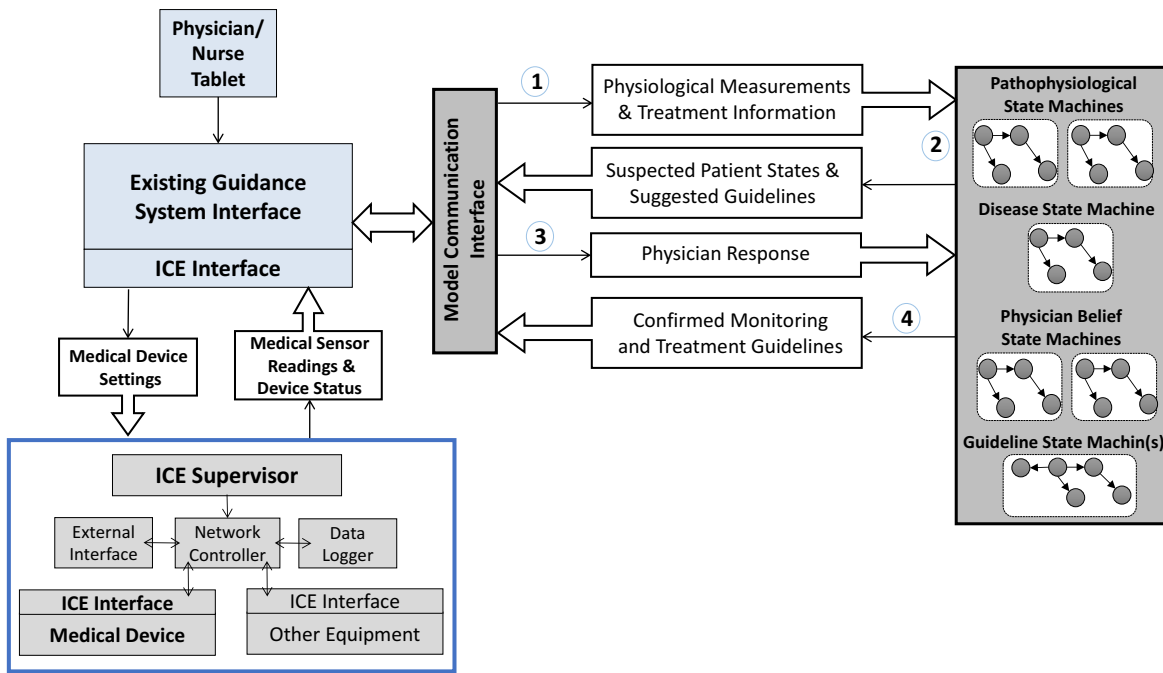 Physician/
Nurse
Tablet
Existing Guidance
System Interface
ICE Interface
Medical Device
Settings
Medical Sensor
Readings &
Device Status
ICE Supervisor
External
Interface
Network
Controller
Data
Logger
ICE Interface
Medical Device
ICE Interface
Other Equipment
Model Communication
Interface
1
Physiological Measurements
& Treatment Information
2
Suspected Patient States &
Suggested Guidelines
3
Physician Response
4
Confirmed Monitoring
and Treatment Guidelines
Pathophysiological
State Machines
Disease State Machine
Physician Belief
State Machines
Guideline State Machin(s)